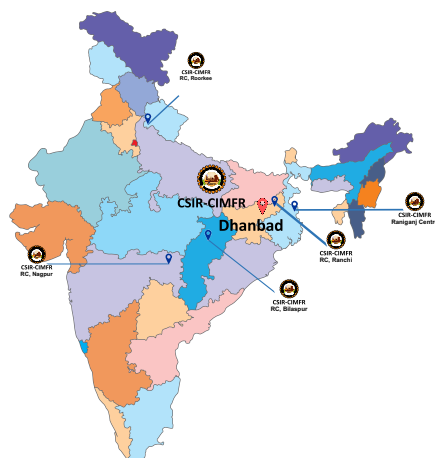 CSIR-CIMFR
RC, Roorkee
CSIR-CIMFR
Dhanbad
CSIR-CIMFR
Raniganj Centr
CSIR-CIMFR
RC, Ranchi
CSIR-CIMFR
RC, Nagpur
CSIR-CIMFR
RC, Bilaspur